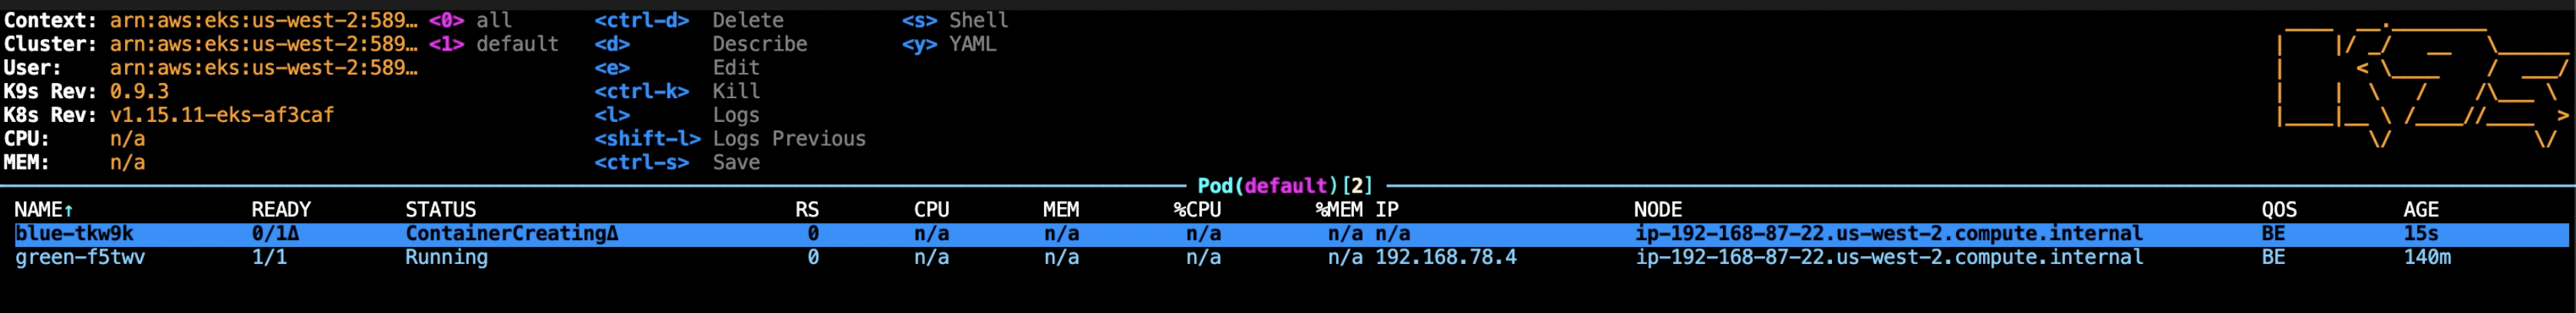 Context: arn:aws:eks:us-west-2:589… <0> all <ctrl-d> Delete <s> Shell
Cluster: arn:aws:eks:us-west-2:589… <1> default <d> Describe <y> YAML
User: arn:aws:eks:us-west-2:589… <e> Edit
K9s Rev: 0.9.3 <ctrl-k> Kill
K8s Rev: v1.15.11-eks-af3caf <l> Logs
CPU: n/a <shift-l> Logs Previous
MEM: n/a <ctrl-s> Save
K9s
Pod(default)[2]
NAME↑ READY STATUS RS CPU MEM %CPU %MEM IP NODE QOS AGE
blue-tkw9k 0/1Δ ContainerCreatingΔ 0 n/a n/a n/a n/a n/a ip-192-168-87-22.us-west-2.compute.internal BE 15s
green-f5twv 1/1 Running 0 n/a n/a n/a n/a 192.168.78.4 ip-192-168-87-22.us-west-2.compute.internal BE 140m